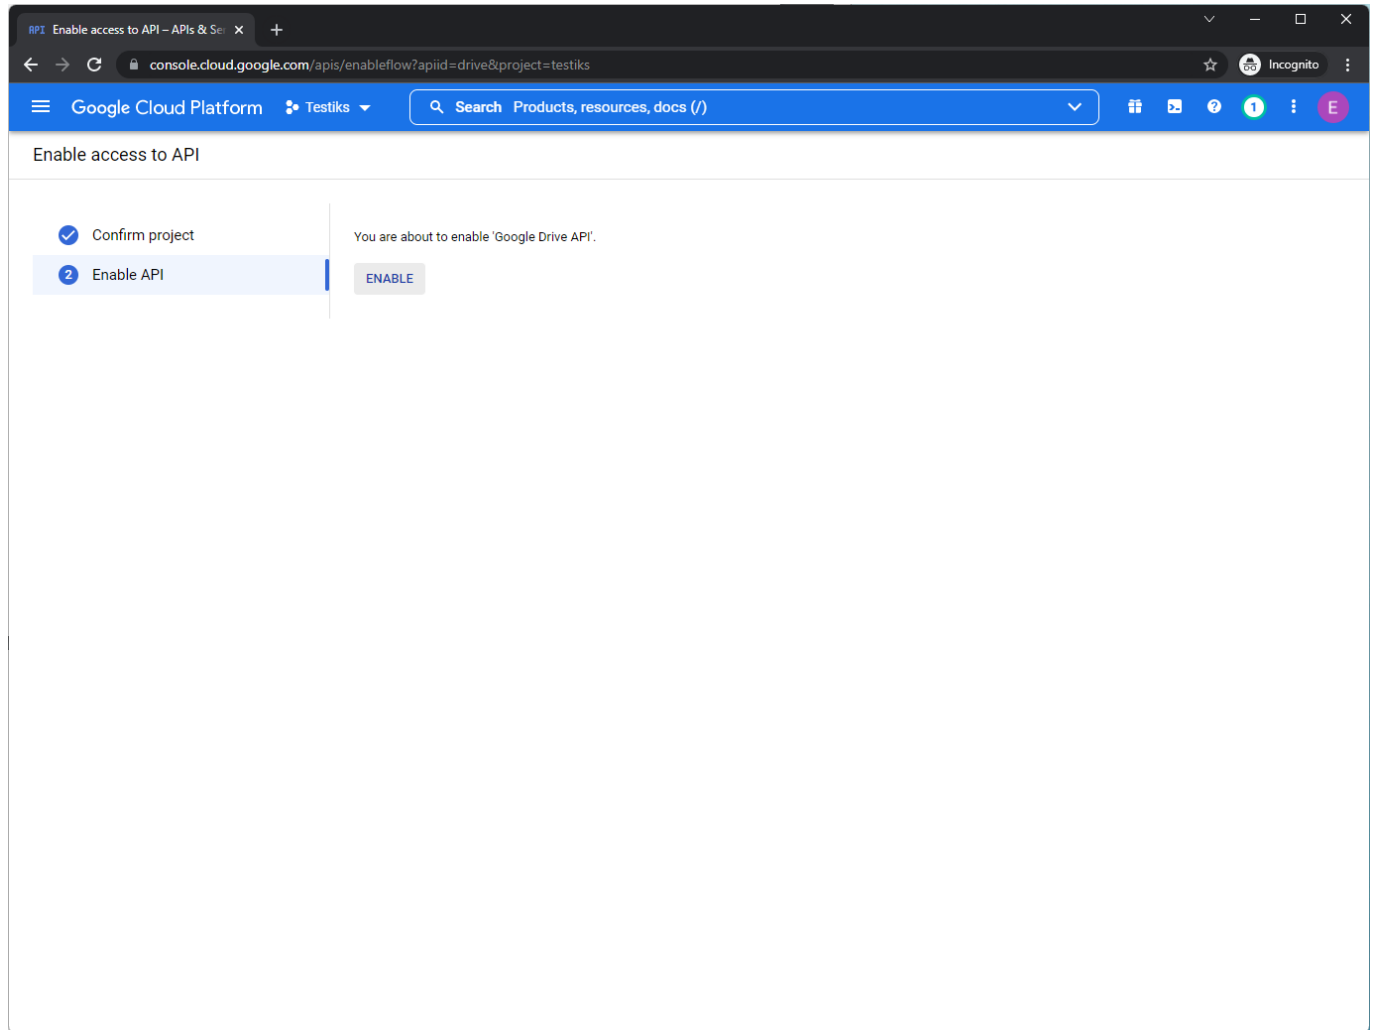 API Enable access to API – APIs & Ser
console.cloud.google.com/apis/enableflow?apiid=drive&project=testiks
Incognito
Google Cloud Platform
Testiks
Search Products, resources, docs (/)
1
E
Enable access to API
Confirm project
2 Enable API
You are about to enable 'Google Drive API'.
ENABLE